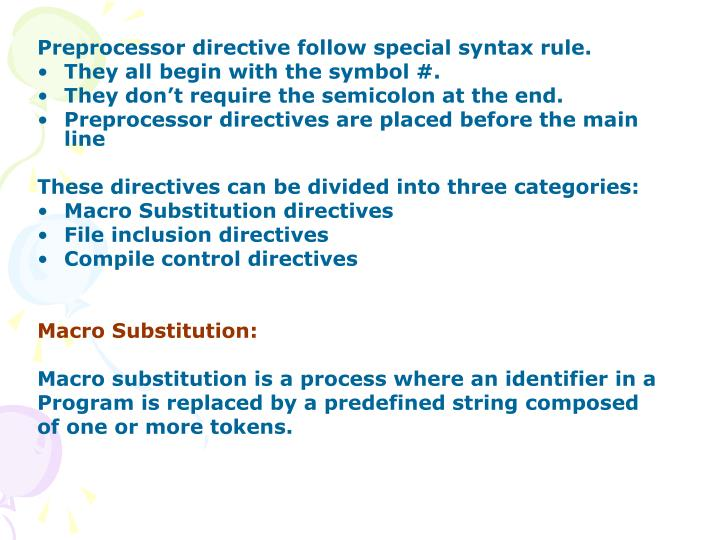 Preprocessor directive follow special syntax rule.
• They all begin with the symbol #.
• They don’t require the semicolon at the end.
• Preprocessor directives are placed before the main
line
These directives can be divided into three categories:
• Macro Substitution directives
• File inclusion directives
• Compile control directives
Macro Substitution:
Macro substitution is a process where an identifier in a
Program is replaced by a predefined string composed
of one or more tokens.